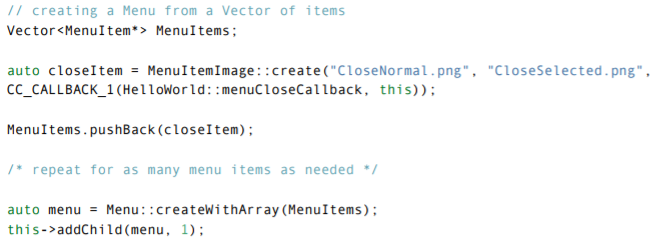 // creating a Menu from a Vector of items
Vector<MenuItem*> MenuItems;
auto closeItem = MenuItemImage::create("CloseNormal.png", "CloseSelected.png",
CC_CALLBACK_1(HelloWorld::menuCloseCallback, this));
MenuItems.pushBack(closeItem);
/* repeat for as many menu items as needed */
auto menu = Menu::createWithArray(MenuItems);
this->addChild(menu, 1);